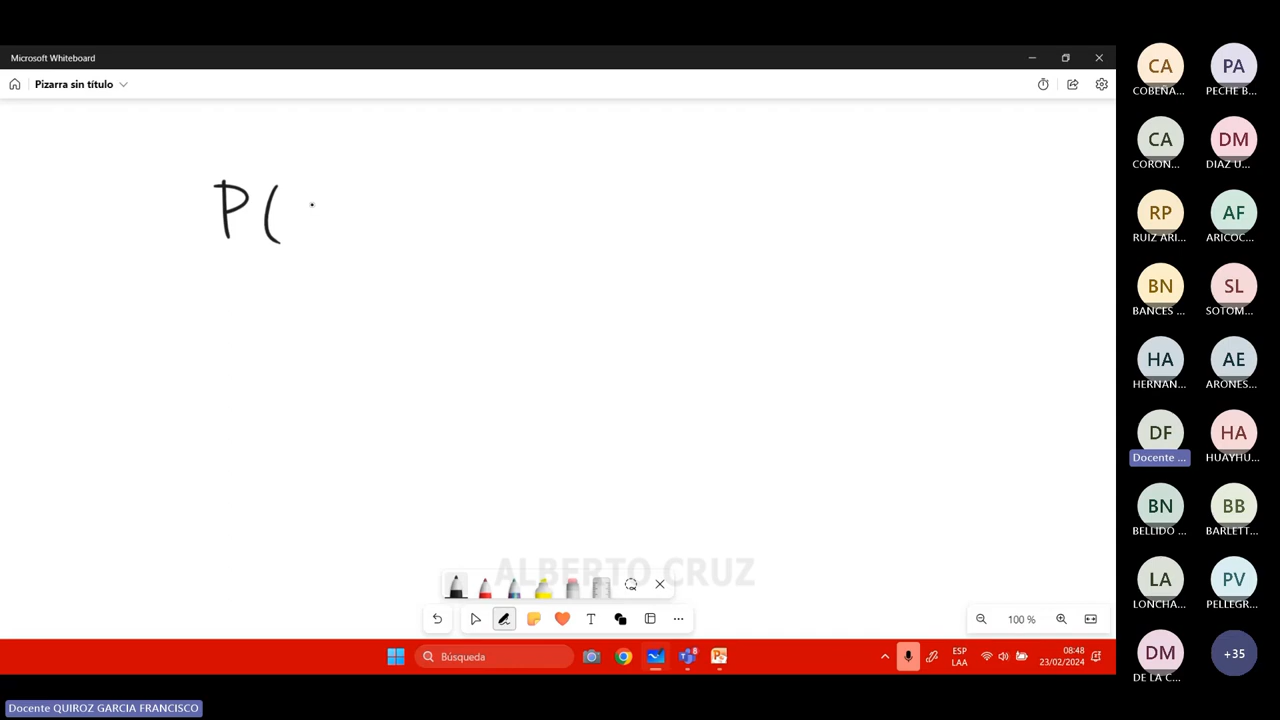 Microsoft Whiteboard
Pizarra sin título
P(
ALBERTO CRUZ
100 %
Búsqueda
8
ESP
LAA
08:48
23/02/2024
CA
COBEÑA...
PA
PECHE B...
CA
CORON...
DM
DIAZ U...
RP
RUIZ ARI...
AF
ARICOC...
BN
BANCES ...
SL
SOTOM...
HA
HERNAN...
AE
ARONES...
DF
Docente ...
HA
HUAYHU...
BN
BELLIDO ...
BB
BARLETT...
LA
LONCHA...
PV
PELLEGR...
DM
DE LA C...
+35
Docente QUIROZ GARCIA FRANCISCO